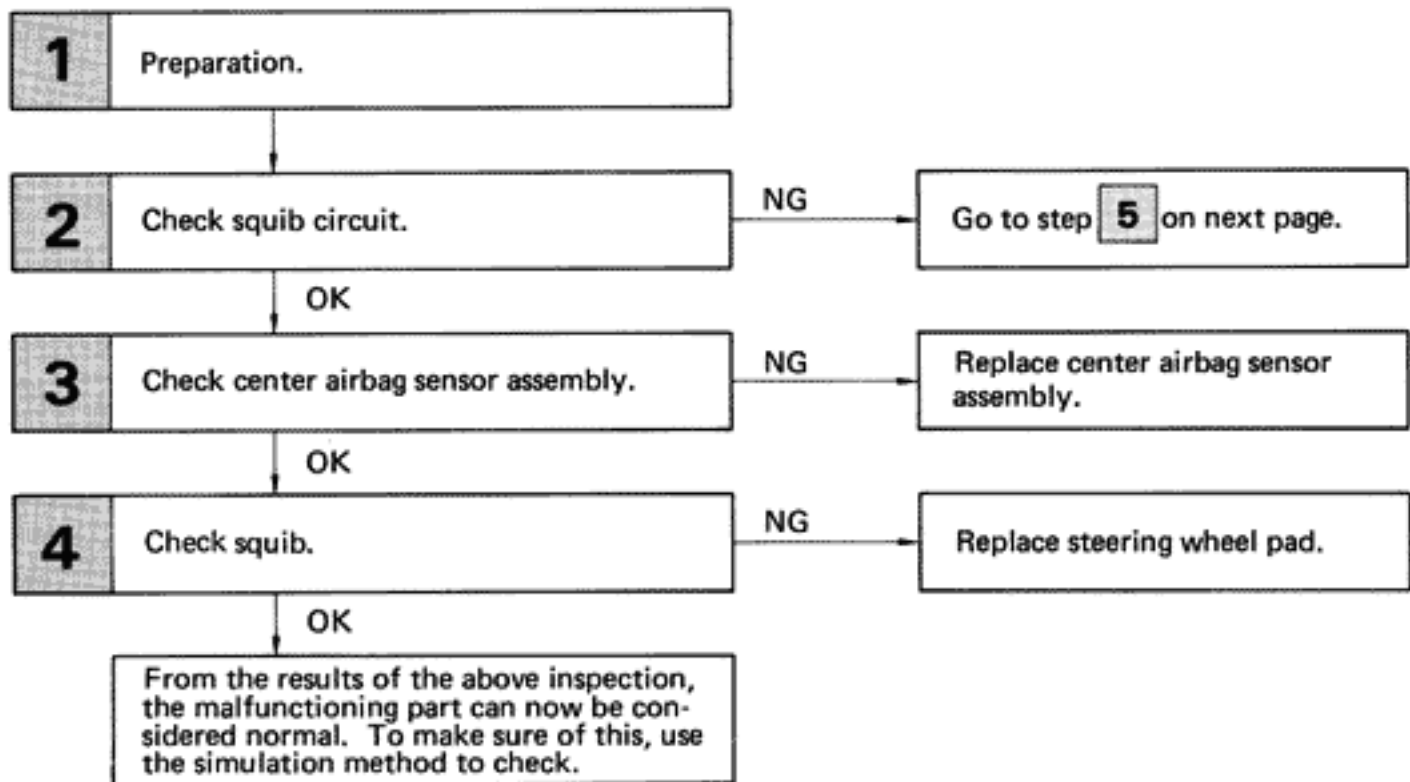 1
Preparation.
2
Check squib circuit.
NG
Go to step 5 on next page.
OK
3
Check center airbag sensor assembly.
NG
Replace center airbag sensor
assembly.
OK
4
Check squib.
NG
Replace steering wheel pad.
OK
From the results of the above inspection,
the malfunctioning part can now be con-
sidered normal. To make sure of this, use
the simulation method to check.